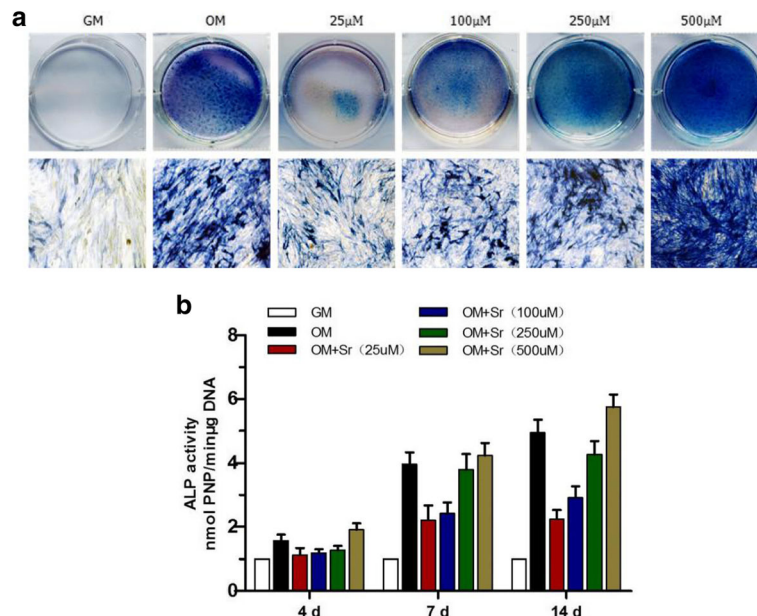 a
GM OM 25μM 100μM 250μM 500μM
b
GM
OM
OM+Sr（25uM）
OM+Sr（100uM）
OM+Sr（250uM）
OM+Sr（500uM）
ALP activity
nmol PNP/minμg DNA
8
6
4
2
0
4 d 7 d 14 d